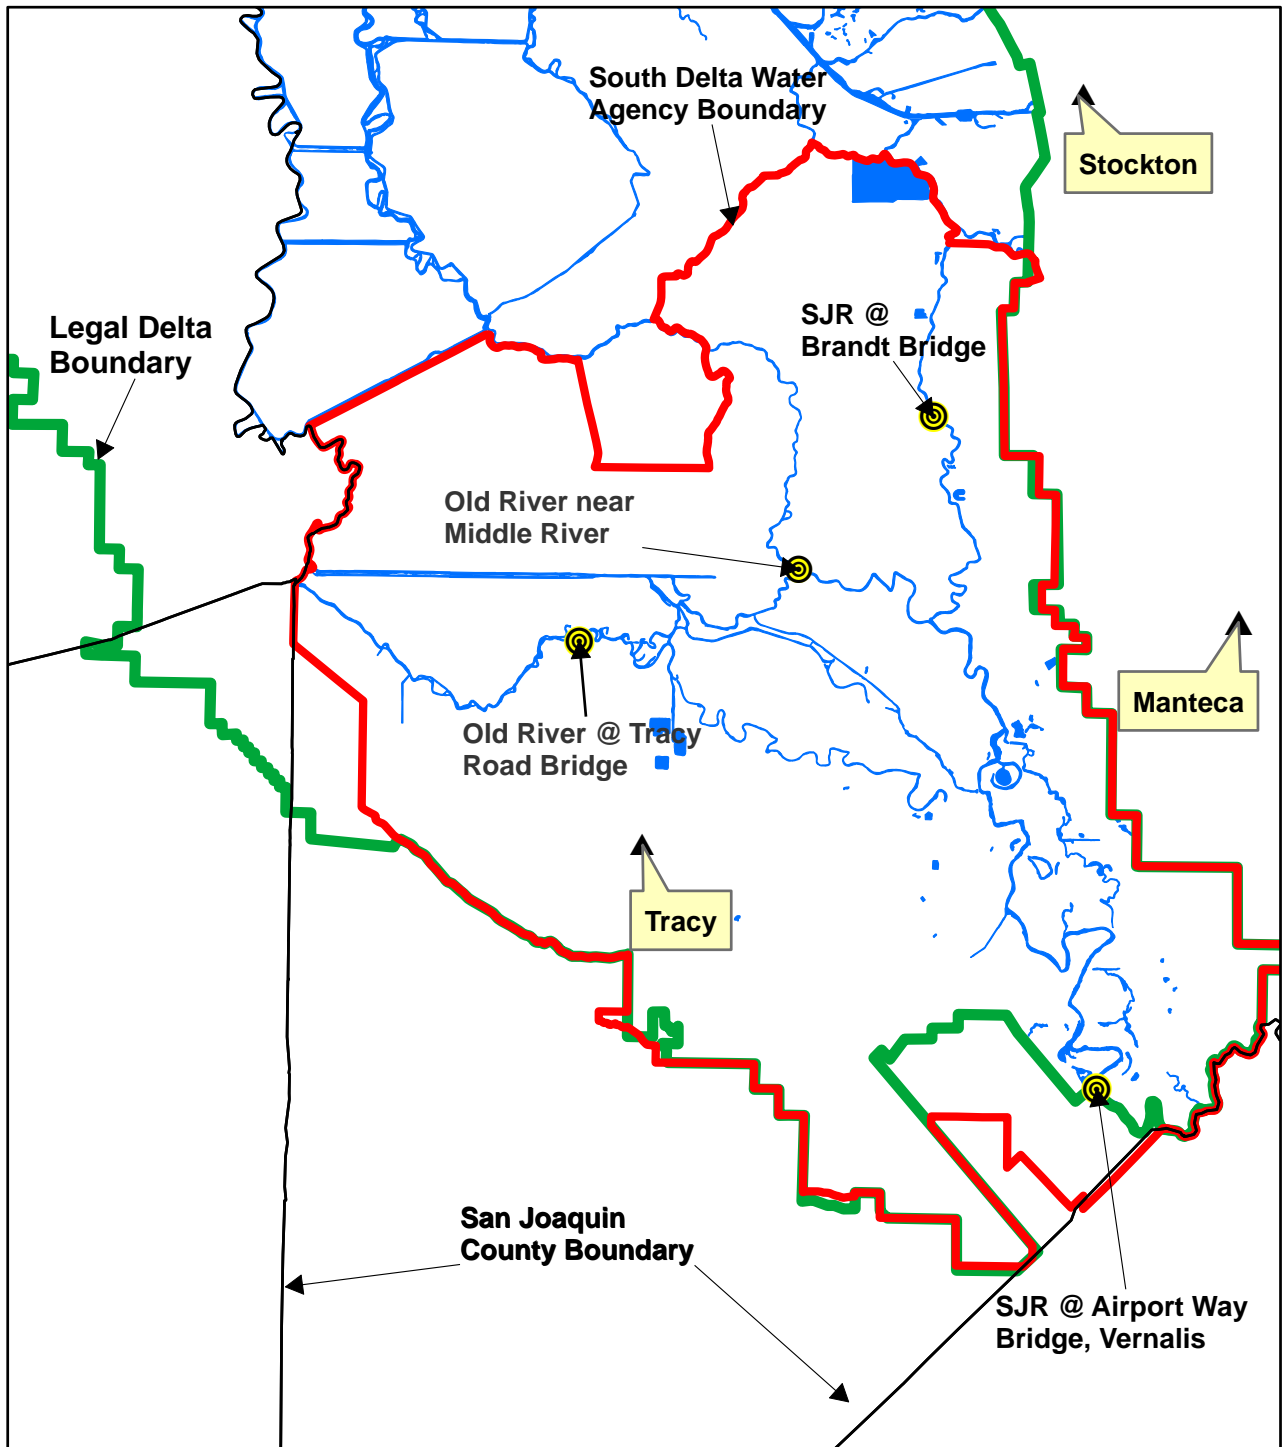 South Delta Water
Agency Boundary
Stockton
Legal Delta
Boundary
SJR @
Brandt Bridge
Old River near
Middle River
Manteca
Old River @ Tracy
Road Bridge
Tracy
San Joaquin
County Boundary
SJR @ Airport Way
Bridge, Vernalis